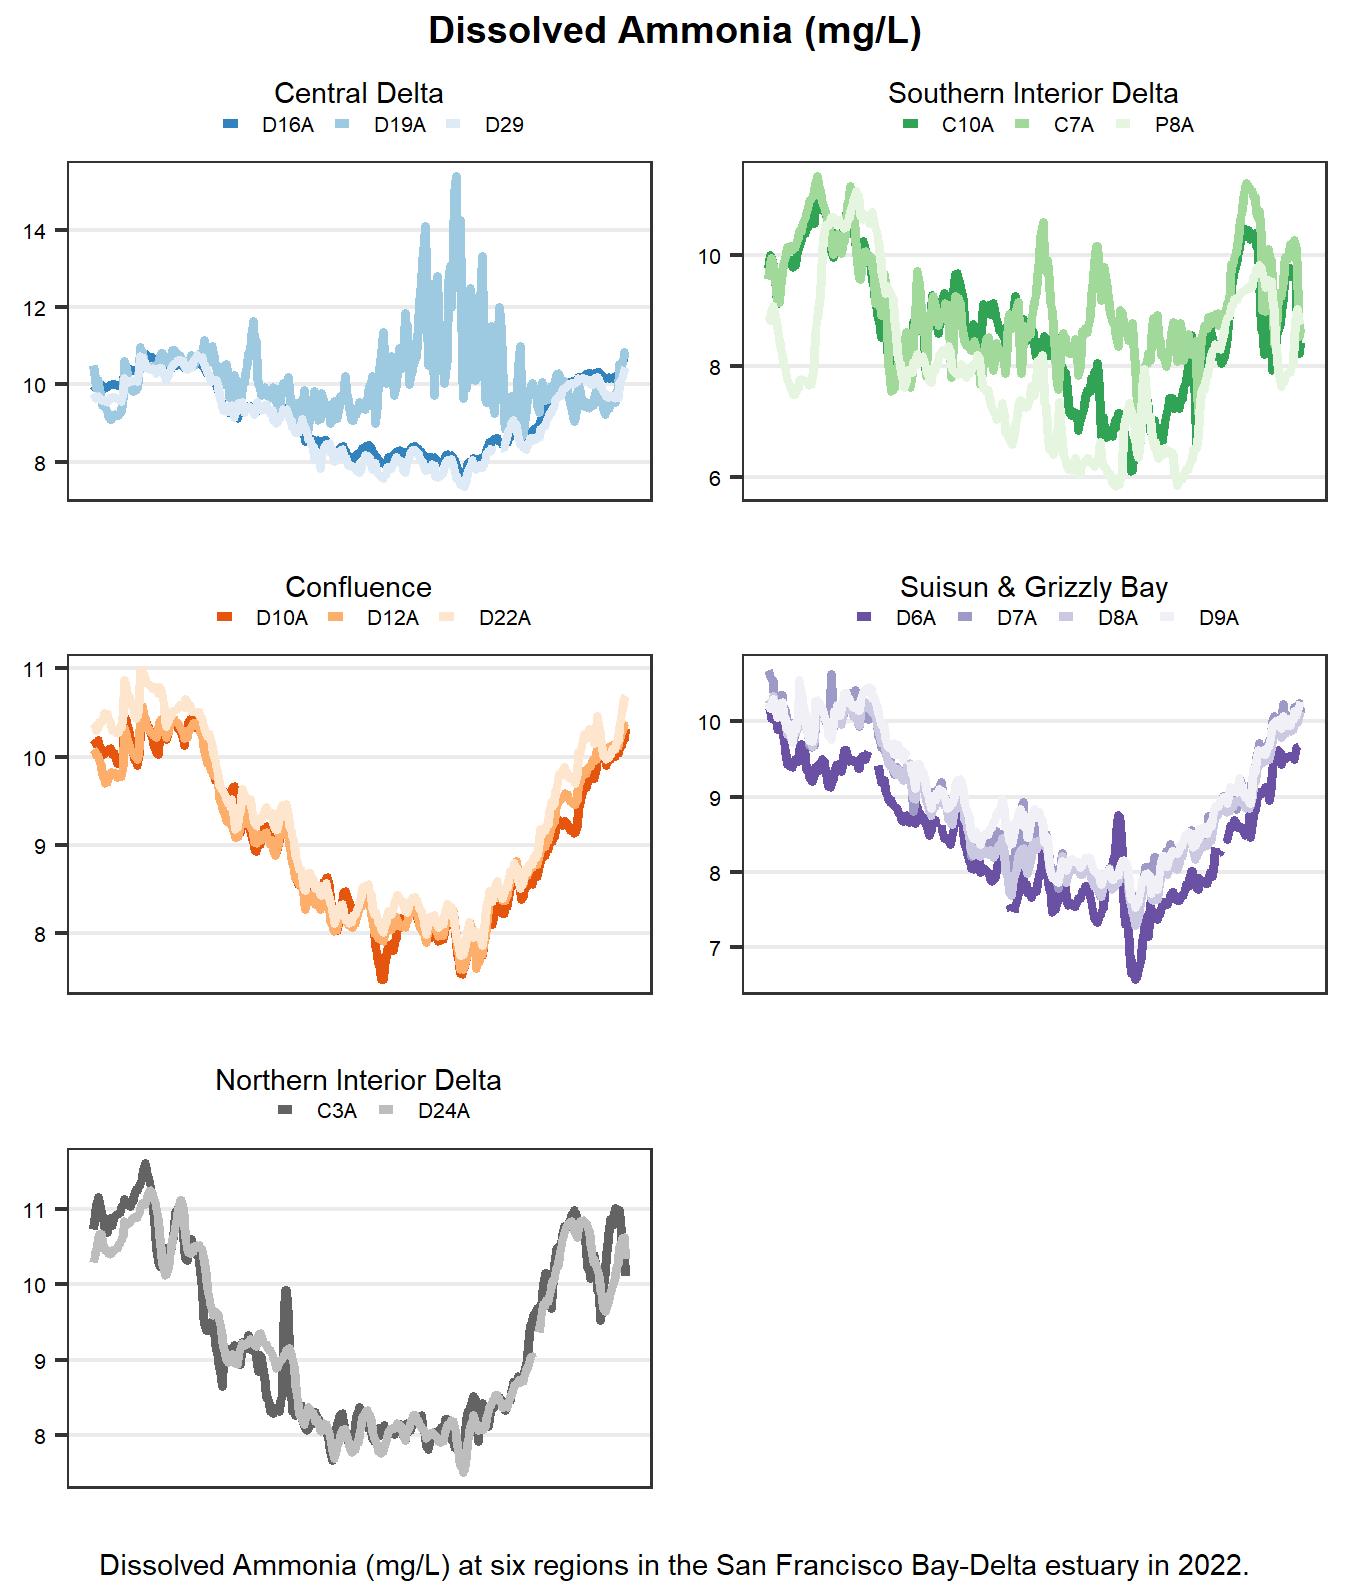 Dissolved Ammonia (mg/L)
Central Delta
D16A D19A D29
14
12
10
8
Southern Interior Delta
C10A C7A P8A
10
8
6
Confluence
D10A D12A D22A
11
10
9
8
Suisun & Grizzly Bay
D6A D7A D8A D9A
10
9
8
7
Northern Interior Delta
C3A D24A
11
10
9
8
Dissolved Ammonia (mg/L) at six regions in the San Francisco Bay-Delta estuary in 2022.